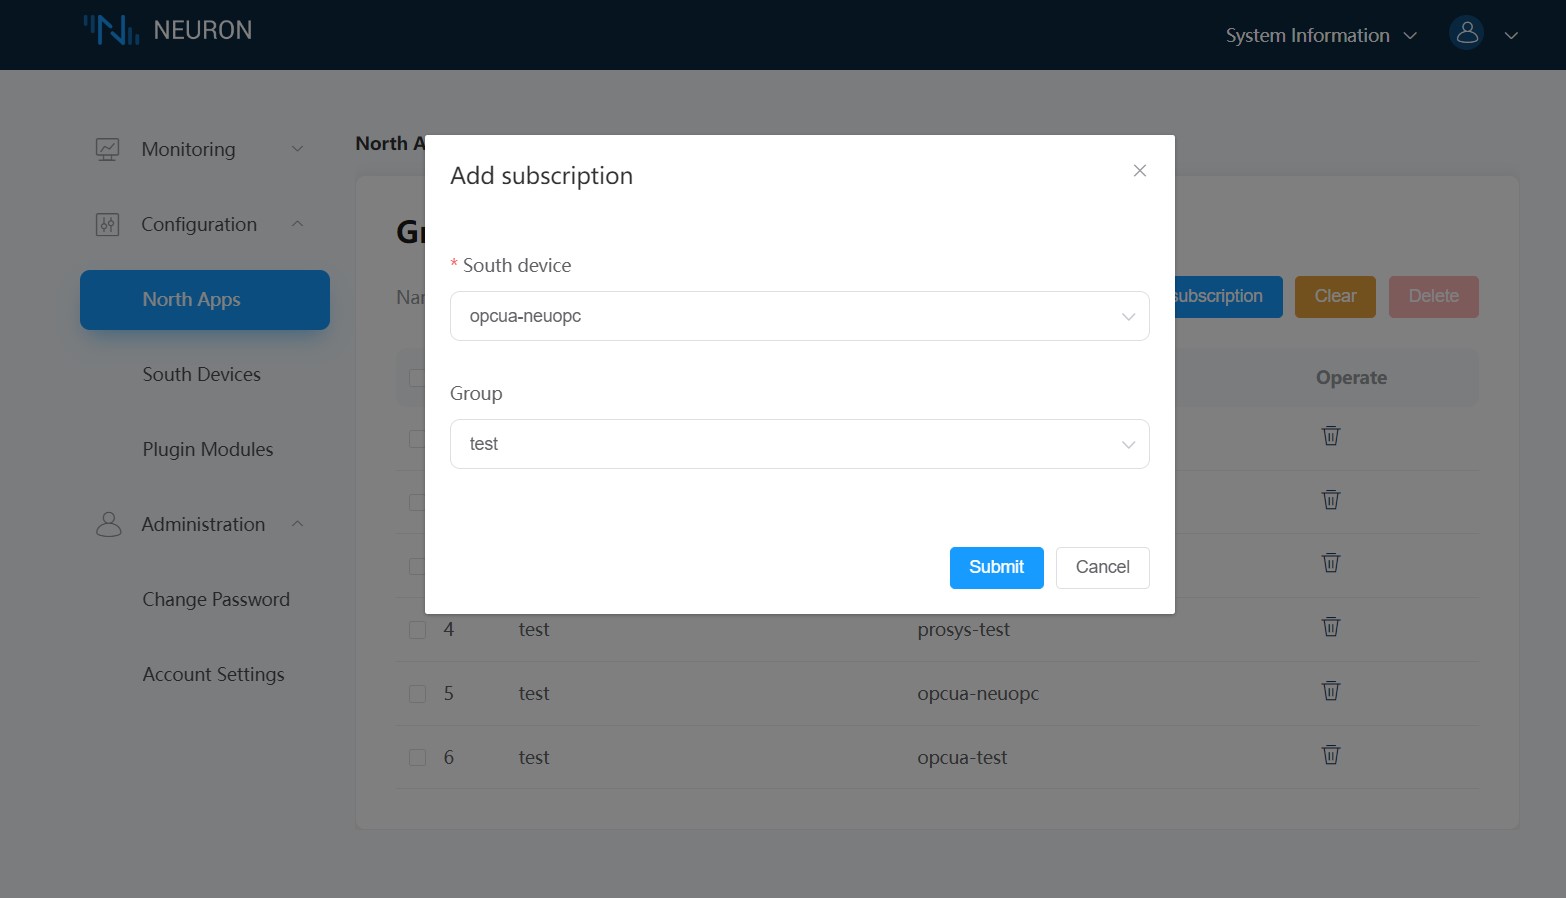 NEURON
System Information
Monitoring
Configuration
North Apps
South Devices
Plugin Modules
Administration
Change Password
Account Settings
North
Add subscription
* South device
opcua-neuopc
Group
test
Submit
Cancel
subscription
Clear
Delete
Operate
4 test prosys-test
5 test opcua-neuopc
6 test opcua-test